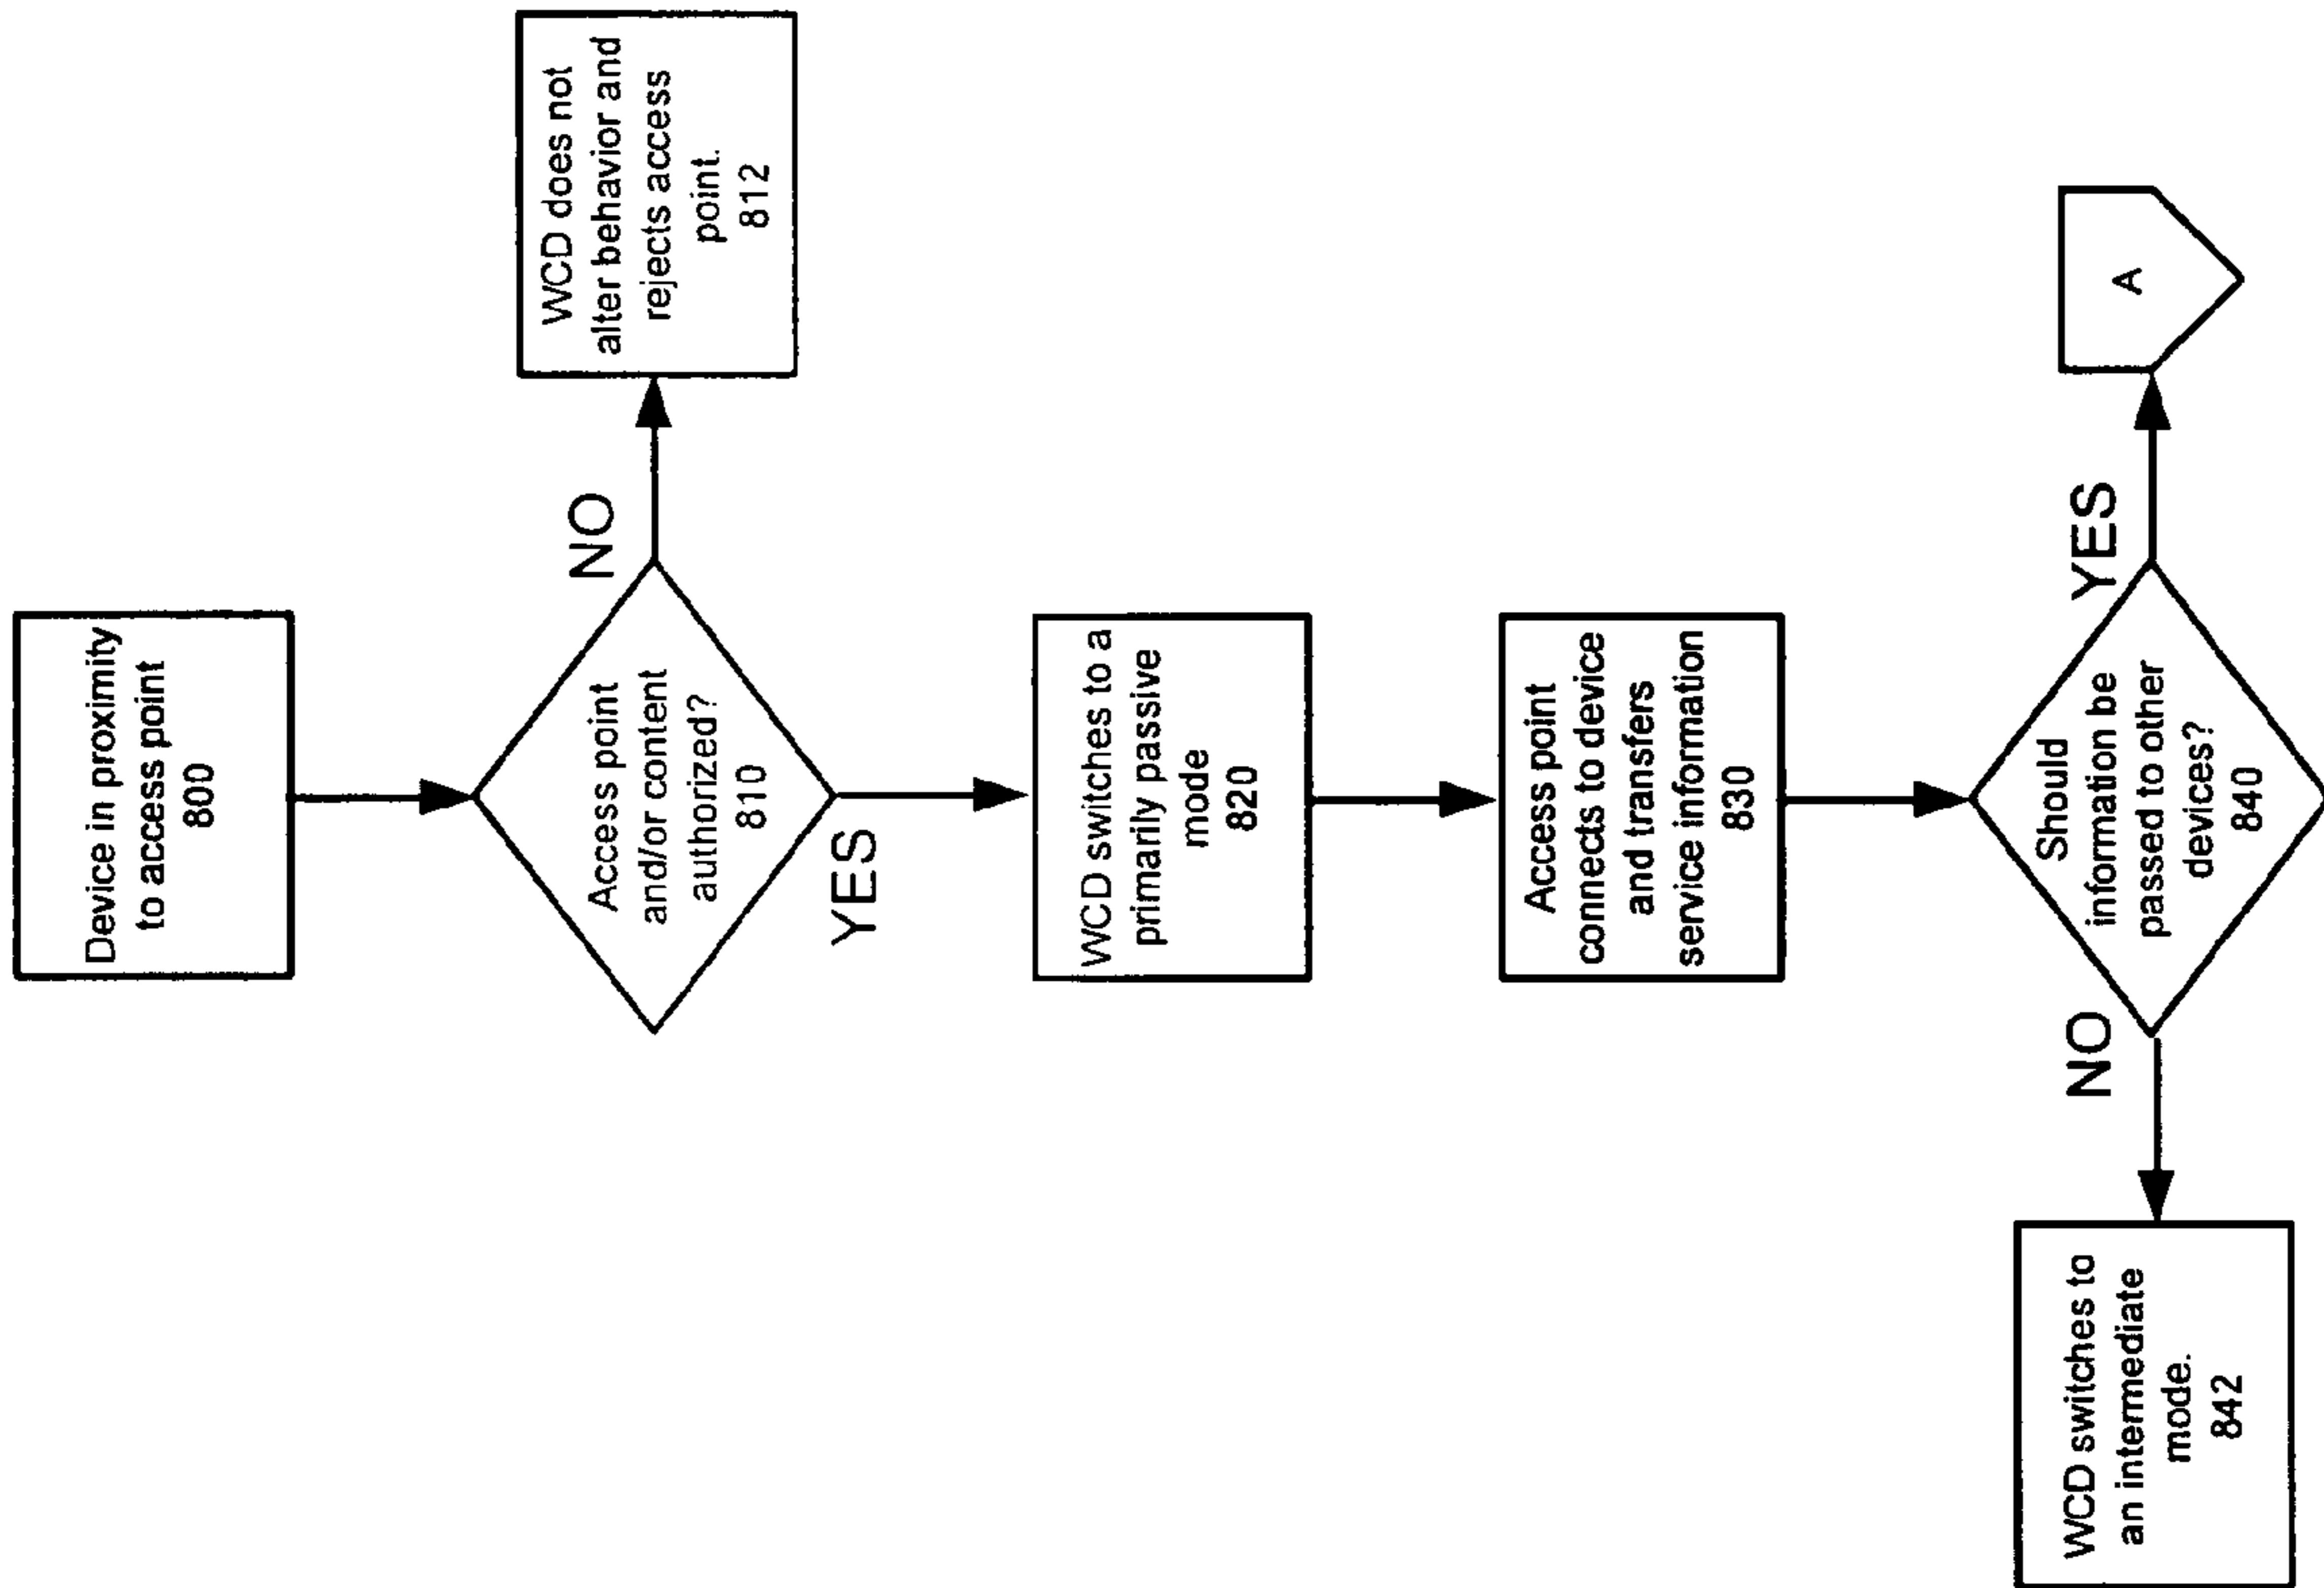 Device in proximity
to access point
800
Access point
and/or content
authorized?
810
NO
WCD does not
alter behavior and
rejects access
point.
812
YES
WCD switches to a
primarily passive
mode
820
Access point
connects to device
and transfers
service information
830
Should
information be
passed to other
devices?
840
NO
WCD switches to
an intermediate
mode.
842
YES
A